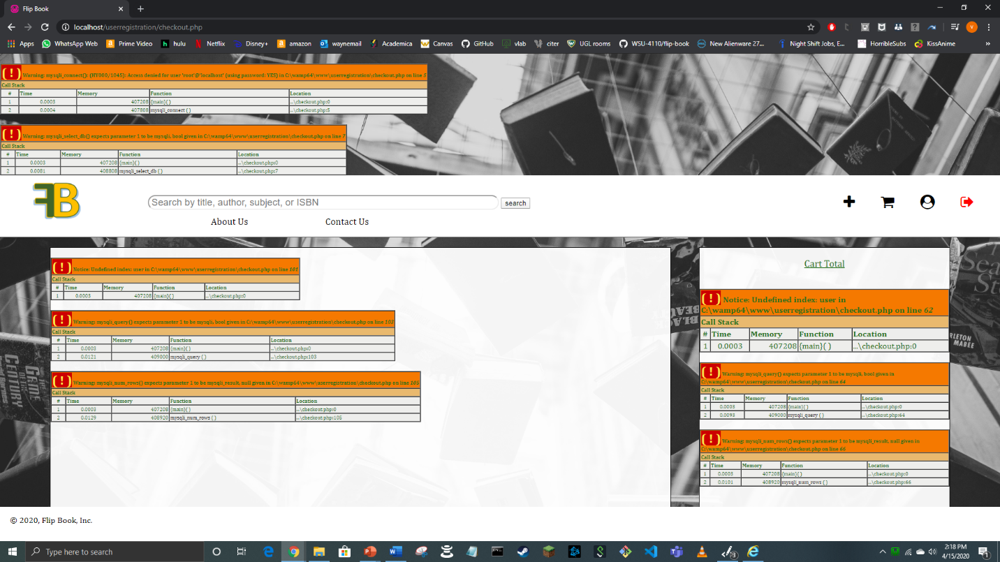 Flip Book
localhost/userregistration/checkout.php
Apps WhatsApp Web Prime Video hulu Netflix Disney+ amazon waynemail Academica Canvas GitHub vlab citer UGL rooms WSU-4110/flip-book New Alienware 27... Night Shift Jobs, E... HorribleSubs KissAnime »
( ! ) Warning: mysqli_connect(): (HY000/1045): Access denied for user 'root'@'localhost' (using password: YES) in C:\wamp64\www\userregistration\checkout.php on line 5
Call Stack
# Time Memory Function Location
1 0.0003 407208 {main}( ) ...\checkout.php:0
2 0.0004 407808 mysqli_connect ( ) ...\checkout.php:5
( ! ) Warning: mysqli_select_db() expects parameter 1 to be mysqli, bool given in C:\wamp64\www\userregistration\checkout.php on line 7
Call Stack
# Time Memory Function Location
1 0.0003 407208 {main}( ) ...\checkout.php:0
2 0.0081 408808 mysqli_select_db ( ) ...\checkout.php:7
FB
Search by title, author, subject, or ISBN search
About Us Contact Us
( ! ) Notice: Undefined index: user in C:\wamp64\www\userregistration\checkout.php on line 101
Call Stack
# Time Memory Function Location
1 0.0003 407208 {main}( ) ...\checkout.php:0
( ! ) Warning: mysqli_query() expects parameter 1 to be mysqli, bool given in C:\wamp64\www\userregistration\checkout.php on line 103
Call Stack
# Time Memory Function Location
1 0.0003 407208 {main}( ) ...\checkout.php:0
2 0.0121 409000 mysqli_query ( ) ...\checkout.php:103
( ! ) Warning: mysqli_num_rows() expects parameter 1 to be mysqli_result, null given in C:\wamp64\www\userregistration\checkout.php on line 105
Call Stack
# Time Memory Function Location
1 0.0003 407208 {main}( ) ...\checkout.php:0
2 0.0129 408920 mysqli_num_rows ( ) ...\checkout.php:105
Cart Total
( ! ) Notice: Undefined index: user in
C:\wamp64\www\userregistration\checkout.php on line 62
Call Stack
# Time Memory Function Location
1 0.0003 407208 {main}( ) ...\checkout.php:0
( ! ) Warning: mysqli_query() expects parameter 1 to be mysqli, bool given in
C:\wamp64\www\userregistration\checkout.php on line 64
Call Stack
# Time Memory Function Location
1 0.0003 407208 {main}( ) ...\checkout.php:0
2 0.0093 409000 mysqli_query ( ) ...\checkout.php:64
( ! ) Warning: mysqli_num_rows() expects parameter 1 to be mysqli_result, null given in
C:\wamp64\www\userregistration\checkout.php on line 66
Call Stack
# Time Memory Function Location
1 0.0003 407208 {main}( ) ...\checkout.php:0
2 0.0101 408920 mysqli_num_rows ( ) ...\checkout.php:66
GAME
OF THE
CENTURY
MABEE
© 2020, Flip Book, Inc.
Type here to search
2:18 PM
4/15/2020